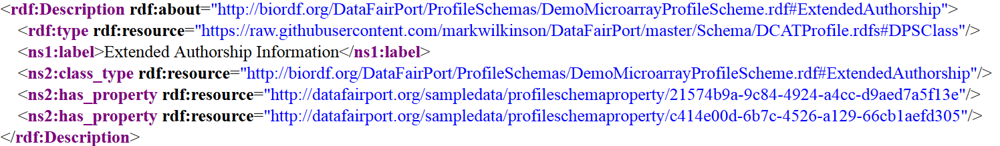 <rdf:Description rdf:about="http://biordf.org/DataFairPort/ProfileSchemas/DemoMicroarrayProfileScheme.rdf#ExtendedAuthorship">
<rdf:type rdf:resource="https://raw.githubusercontent.com/markwilkinson/DataFairPort/master/Schema/DCATProfile.rdfs#DPSClass"/>
<ns1:label>Extended Authorship Information</ns1:label>
<ns2:class_type rdf:resource="http://biordf.org/DataFairPort/ProfileSchemas/DemoMicroarrayProfileScheme.rdf#ExtendedAuthorship"/>
<ns2:has_property rdf:resource="http://datafairport.org/sampledata/profileschemaproperty/21574b9a-9c84-4924-a4cc-d9aed7a5f13e"/>
<ns2:has_property rdf:resource="http://datafairport.org/sampledata/profileschemaproperty/c414e00d-6b7c-4526-a129-66cb1aefd305"/>
</rdf:Description>